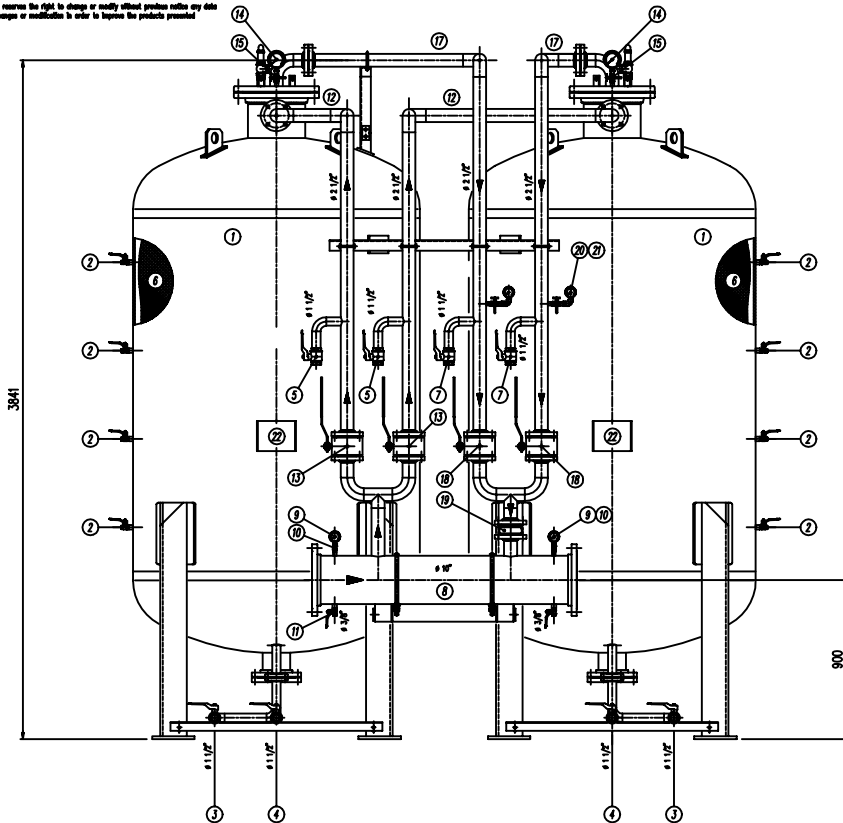 reserves the right to change or modify without previous notice any data
changes or modification in order to improve the products presented
14 17 17 14
15 15
12 12
ø 2 1/2" ø 2 1/2" ø 2 1/2" ø 2 1/2"
1 1
2 20 21 2
6 6
ø 1 1/2" ø 1 1/2" ø 1 1/2"
2 2
ø 1 1/2"
5 5 7 7
3841
22 13 22
2 2
13 18 18
19
2 9 9 10 2
10
ø 16"
8
11 ø 3/8" ø 3/8"
900
ø 1 1/2" ø 1 1/2" ø 1 1/2" ø 1 1/2"
3 4 4 3